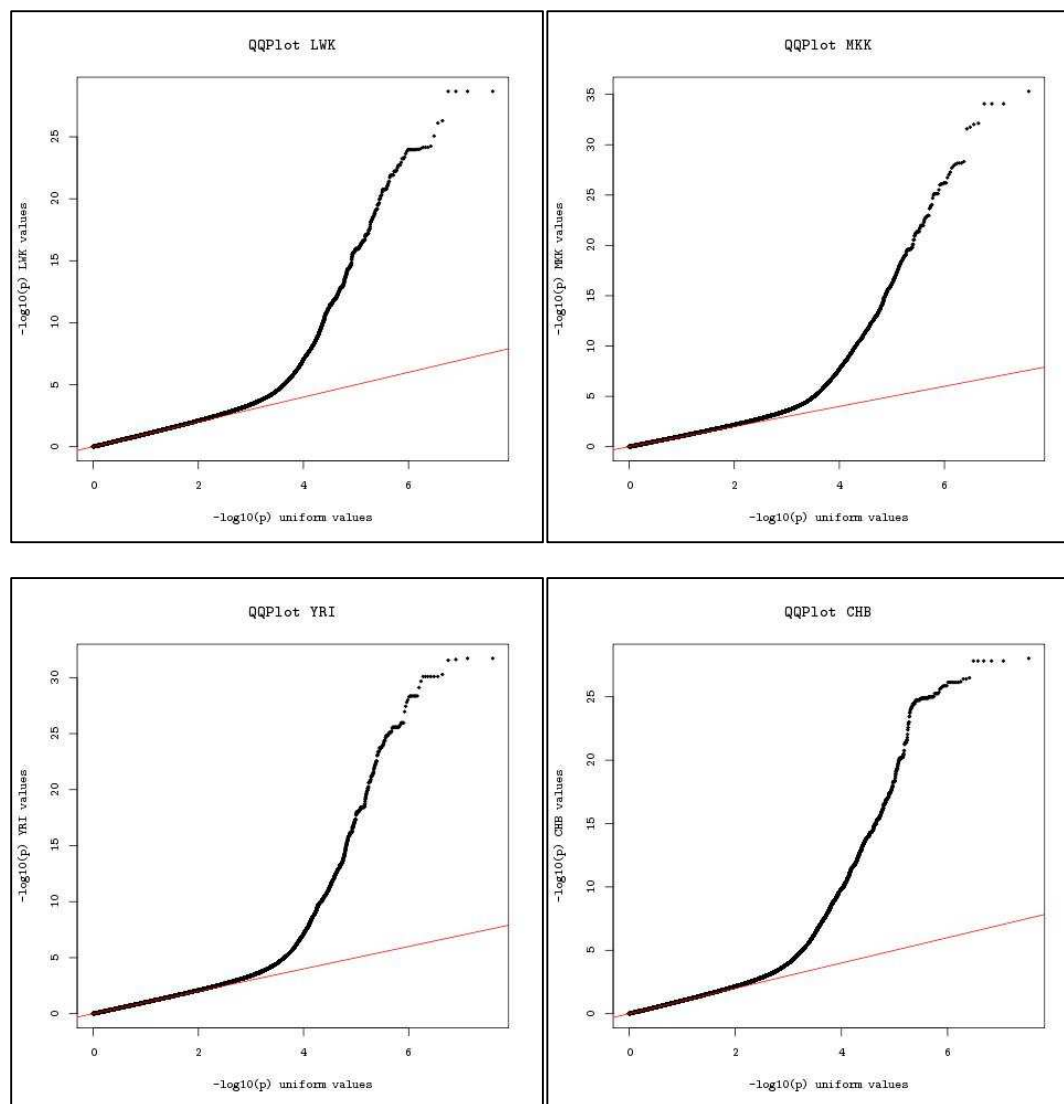 QQPlot LWK
-log10(p) LWK values
0 5 10 15 20 25
0 2 4 6
-log10(p) uniform values
QQPlot MKK
-log10(p) MKK values
0 5 10 15 20 25 30 35
0 2 4 6
-log10(p) uniform values
QQPlot YRI
-log10(p) YRI values
0 5 10 15 20 25 30
0 2 4 6
-log10(p) uniform values
QQPlot CHB
-log10(p) CHB values
0 5 10 15 20 25
0 2 4 6
-log10(p) uniform values